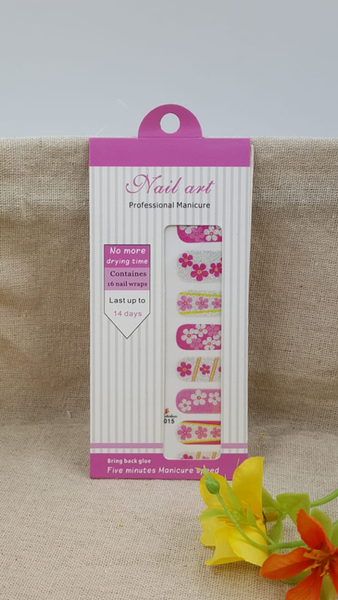 Nail art
Professional Manicure
No more
drying time
Containes
16 nail wraps
Last up to
14 days
015
Bring back glue
Five minutes Manicure speed